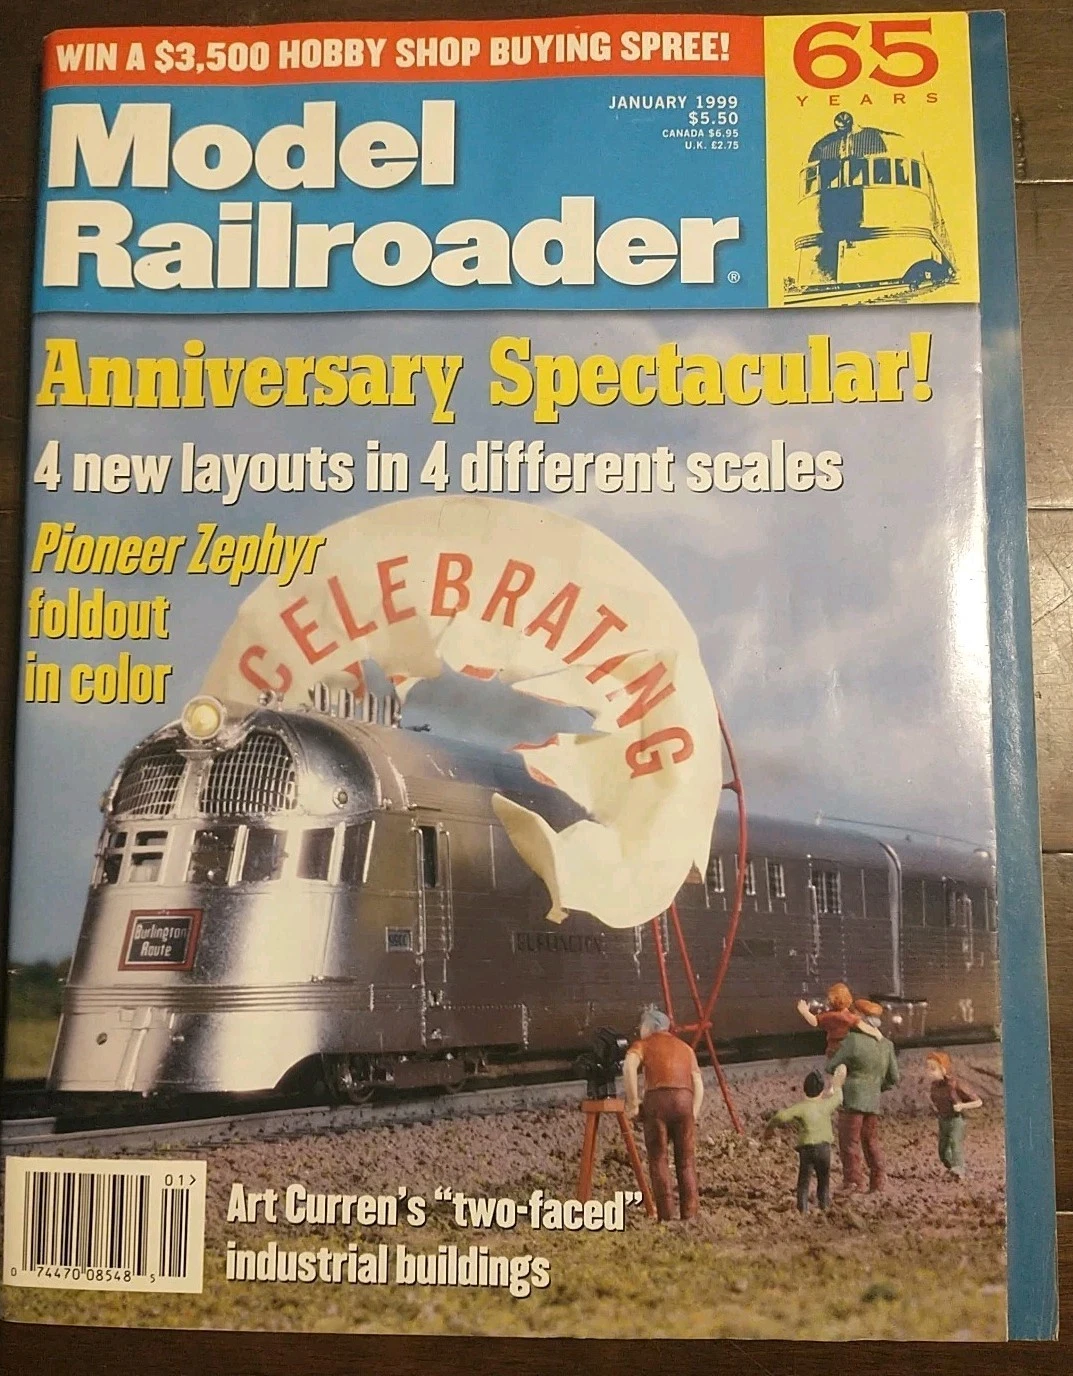 WIN A $3,500 HOBBY SHOP BUYING SPREE!
65
YEARS
JANUARY 1999
$5.50
CANADA $6.95
U.K. £2.75
Model
Railroader®
Anniversary Spectacular!
4 new layouts in 4 different scales
Pioneer Zephyr
foldout
in color
CELEBRATING
Burlington
Route
BURLINGTON
Art Curren's “two-faced”
industrial buildings
01>
0 74470 08548 5